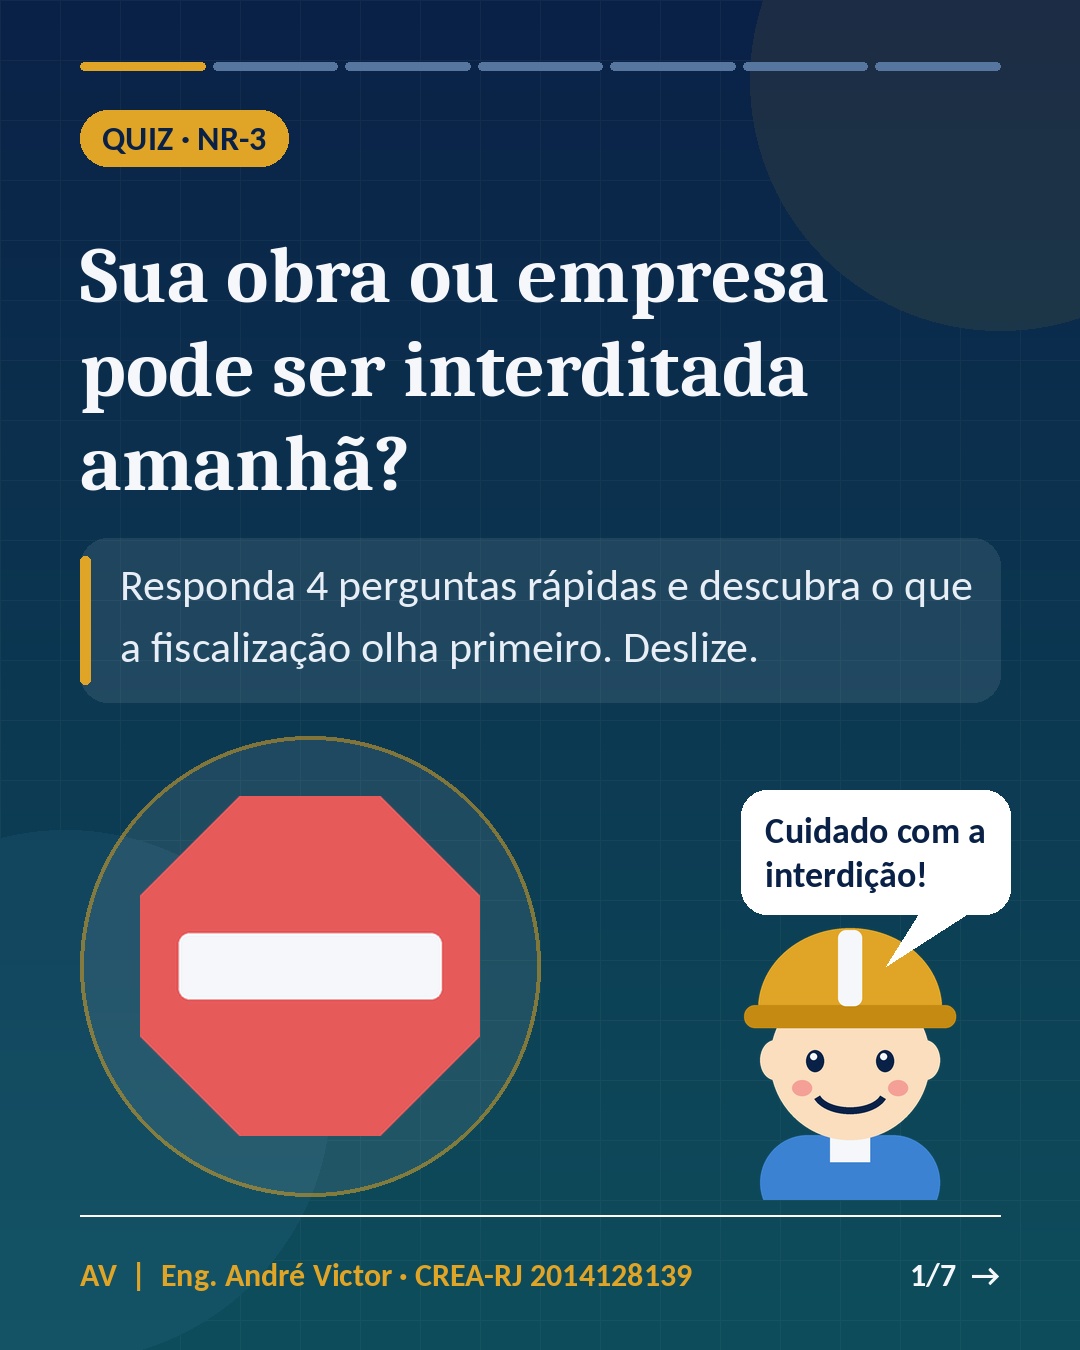 QUIZ · NR-3
Sua obra ou empresa
pode ser interditada
amanhã?
Responda 4 perguntas rápidas e descubra o que
a fiscalização olha primeiro. Deslize.
Cuidado com a
interdição!
AV | Eng. André Victor · CREA-RJ 2014128139
1/7 →